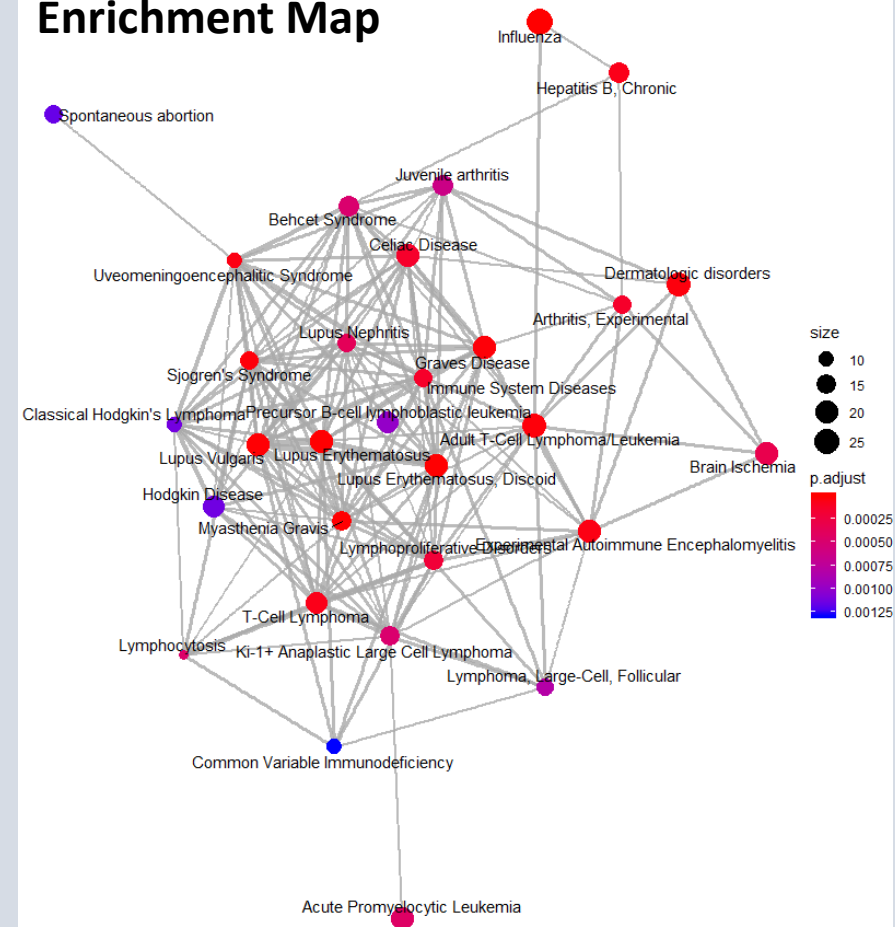 Enrichment Map
Influenza
Hepatitis B, Chronic
Spontaneous abortion
Juvenile arthritis
Behcet Syndrome
Celiac Disease
Uveomeningoencephalitic Syndrome
Dermatologic disorders
Arthritis, Experimental
Lupus Nephritis
Graves Disease
Sjogren's Syndrome
Immune System Diseases
Classical Hodgkin's Lymphoma
Precursor B-cell lymphoblastic leukemia
Adult T-Cell Lymphoma/Leukemia
Lupus Vulgaris
Lupus Erythematosus
Brain Ischemia
Lupus Erythematosus, Discoid
Hodgkin Disease
Myasthenia Gravis
Lymphoproliferative Disorders
Experimental Autoimmune Encephalomyelitis
T-Cell Lymphoma
Lymphocytosis
Ki-1+ Anaplastic Large Cell Lymphoma
Lymphoma, Large-Cell, Follicular
Common Variable Immunodeficiency
Acute Promyelocytic Leukemia
size
10
15
20
25
p.adjust
0.00025
0.00050
0.00075
0.00100
0.00125